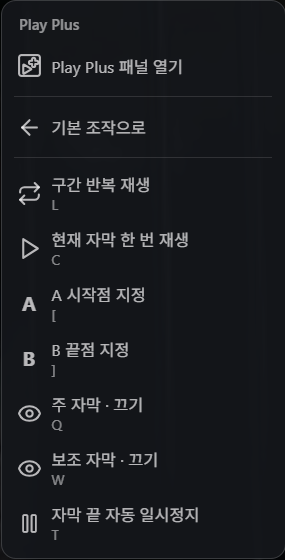 Play Plus
Play Plus 패널 열기
기본 조작으로
구간 반복 재생
L
현재 자막 한 번 재생
C
A
A 시작점 지정
[
B
B 끝점 지정
]
주 자막 · 끄기
Q
보조 자막 · 끄기
W
자막 끝 자동 일시정지
T